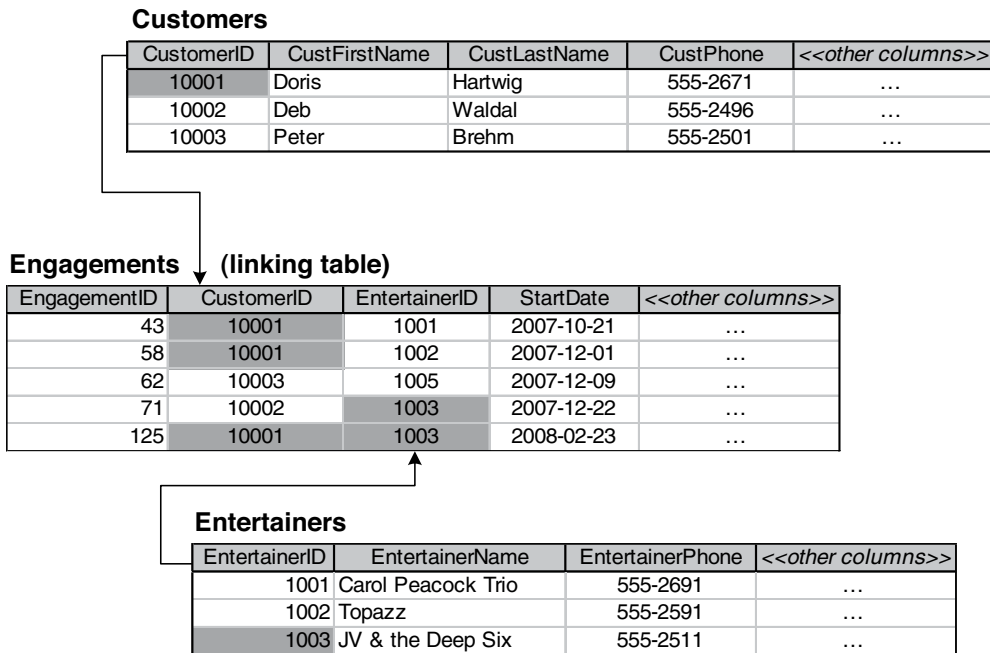 Customers
CustomerID CustFirstName CustLastName CustPhone <<other columns>>
10001 Doris Hartwig 555-2671 …
10002 Deb Waldal 555-2496 …
10003 Peter Brehm 555-2501 …
Engagements (linking table)
EngagementID CustomerID EntertainerID StartDate <<other columns>>
43 10001 1001 2007-10-21 …
58 10001 1002 2007-12-01 …
62 10003 1005 2007-12-09 …
71 10002 1003 2007-12-22 …
125 10001 1003 2008-02-23 …
Entertainers
EntertainerID EntertainerName EntertainerPhone <<other columns>>
1001 Carol Peacock Trio 555-2691 …
1002 Topazz 555-2591 …
1003 JV & the Deep Six 555-2511 …